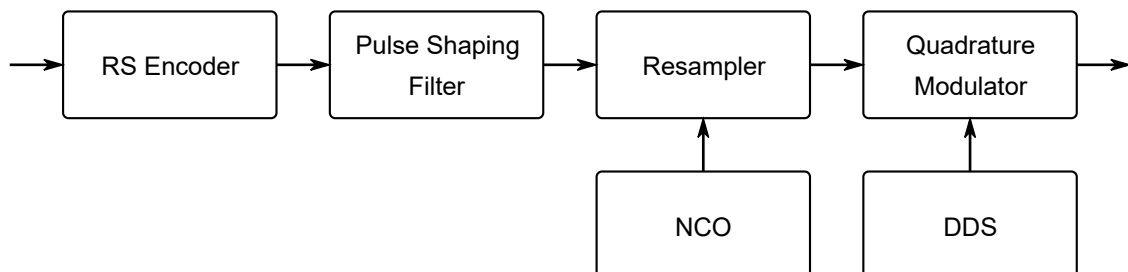 RS Encoder
Pulse Shaping
Filter
Resampler
Quadrature
Modulator
NCO
DDS